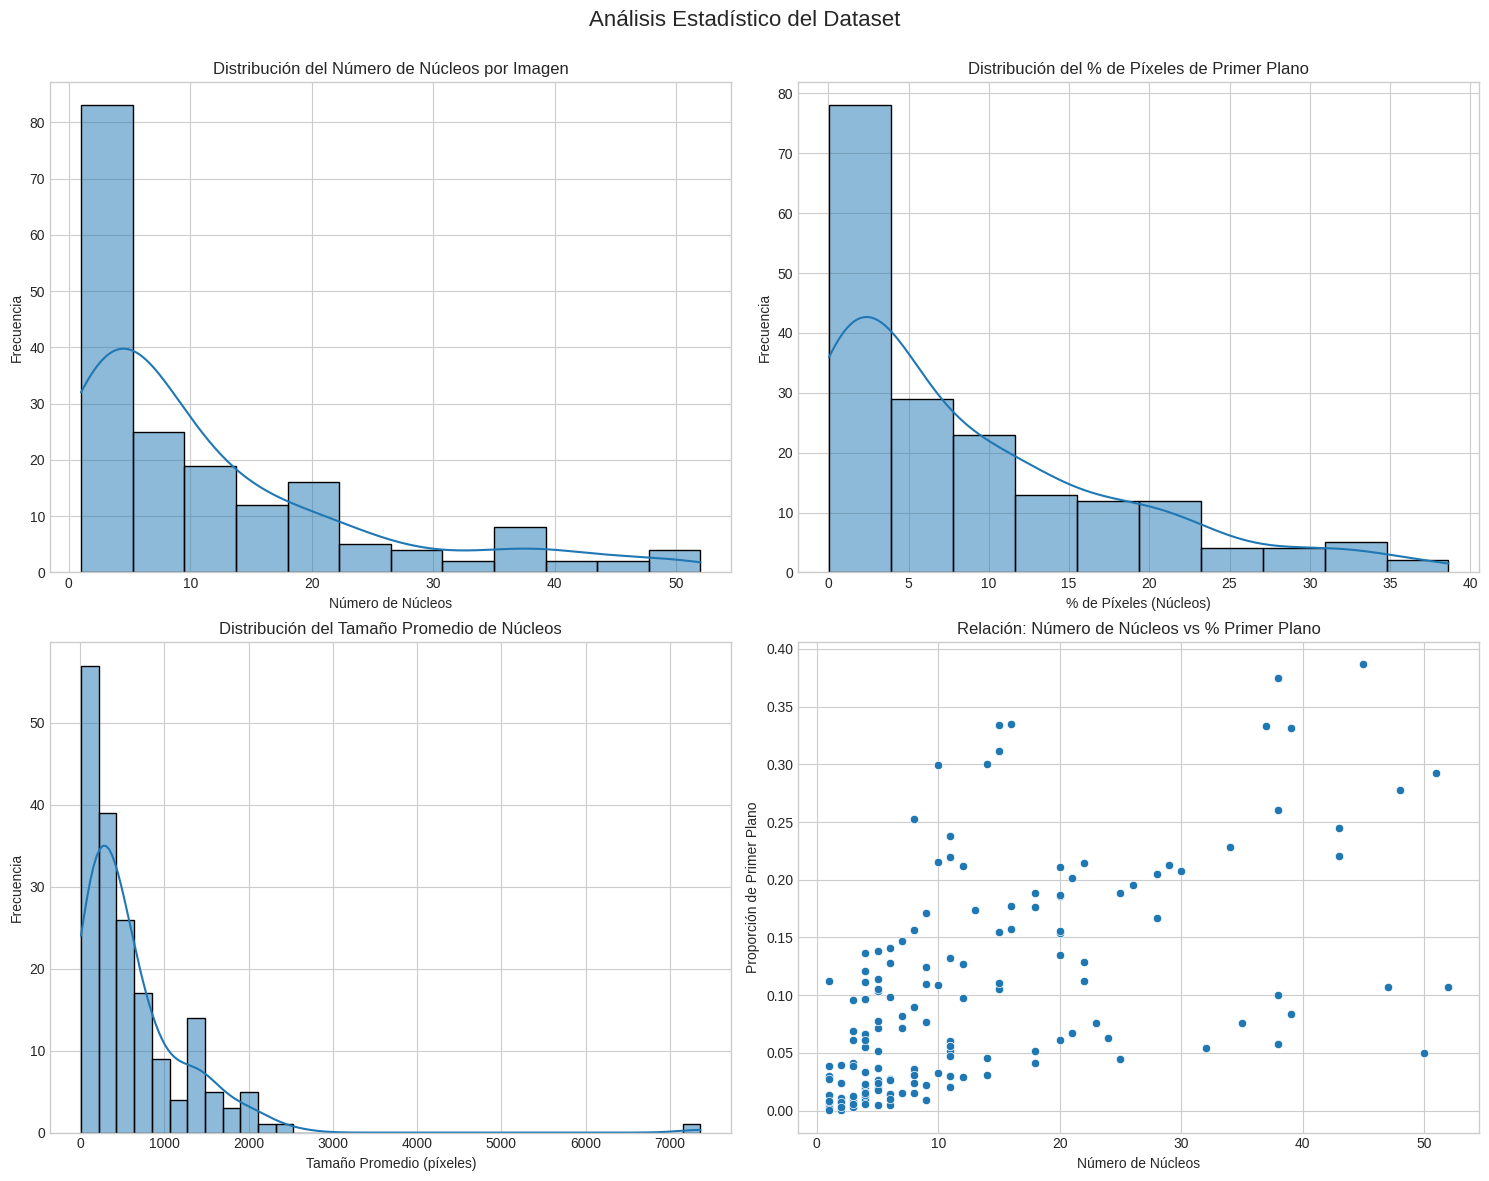 Análisis Estadístico del Dataset
Distribución del Número de Núcleos por Imagen
80
70
60
50
40
30
20
10
0
Frecuencia
0 10 20 30 40 50
Número de Núcleos
Distribución del % de Píxeles de Primer Plano
80
70
60
50
40
30
20
10
0
Frecuencia
0 5 10 15 20 25 30 35 40
% de Píxeles (Núcleos)
Distribución del Tamaño Promedio de Núcleos
50
40
30
20
10
0
Frecuencia
0 1000 2000 3000 4000 5000 6000 7000
Tamaño Promedio (píxeles)
Relación: Número de Núcleos vs % Primer Plano
0.40
0.35
0.30
0.25
0.20
0.15
0.10
0.05
0.00
Proporción de Primer Plano
0 10 20 30 40 50
Número de Núcleos